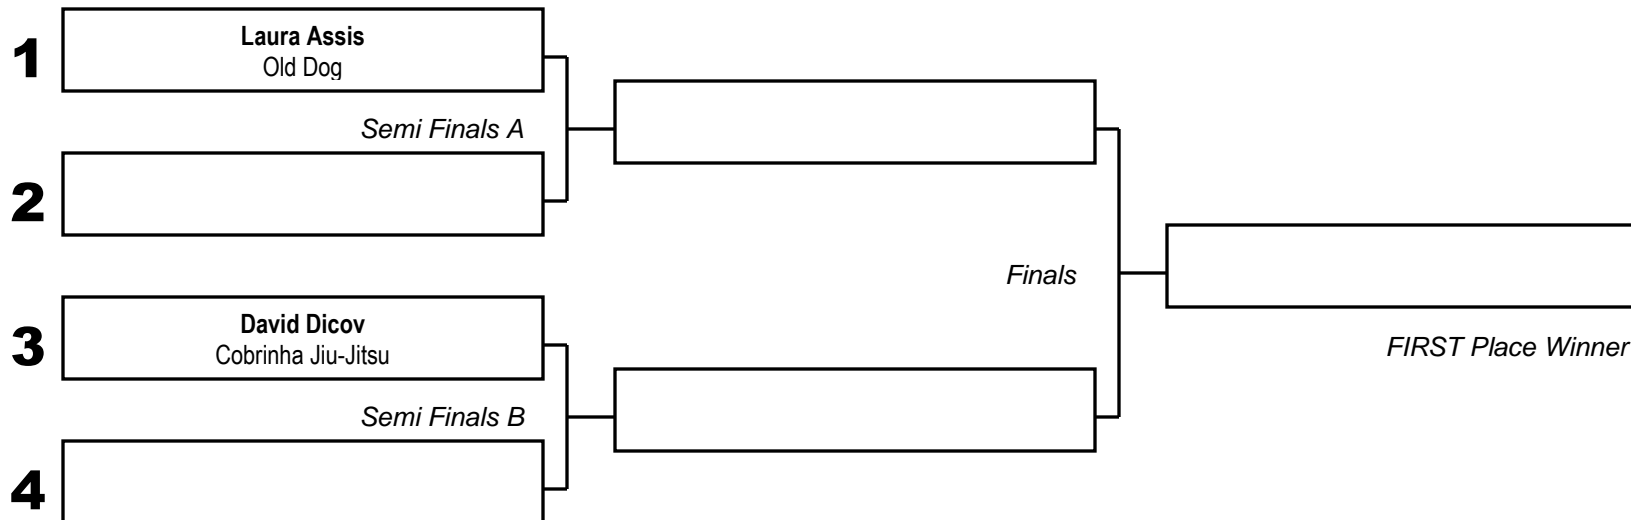 1
Laura Assis
Old Dog
Semi Finals A
2
Finals
3
David Dicov
Cobrinha Jiu-Jitsu
FIRST Place Winner
Semi Finals B
4